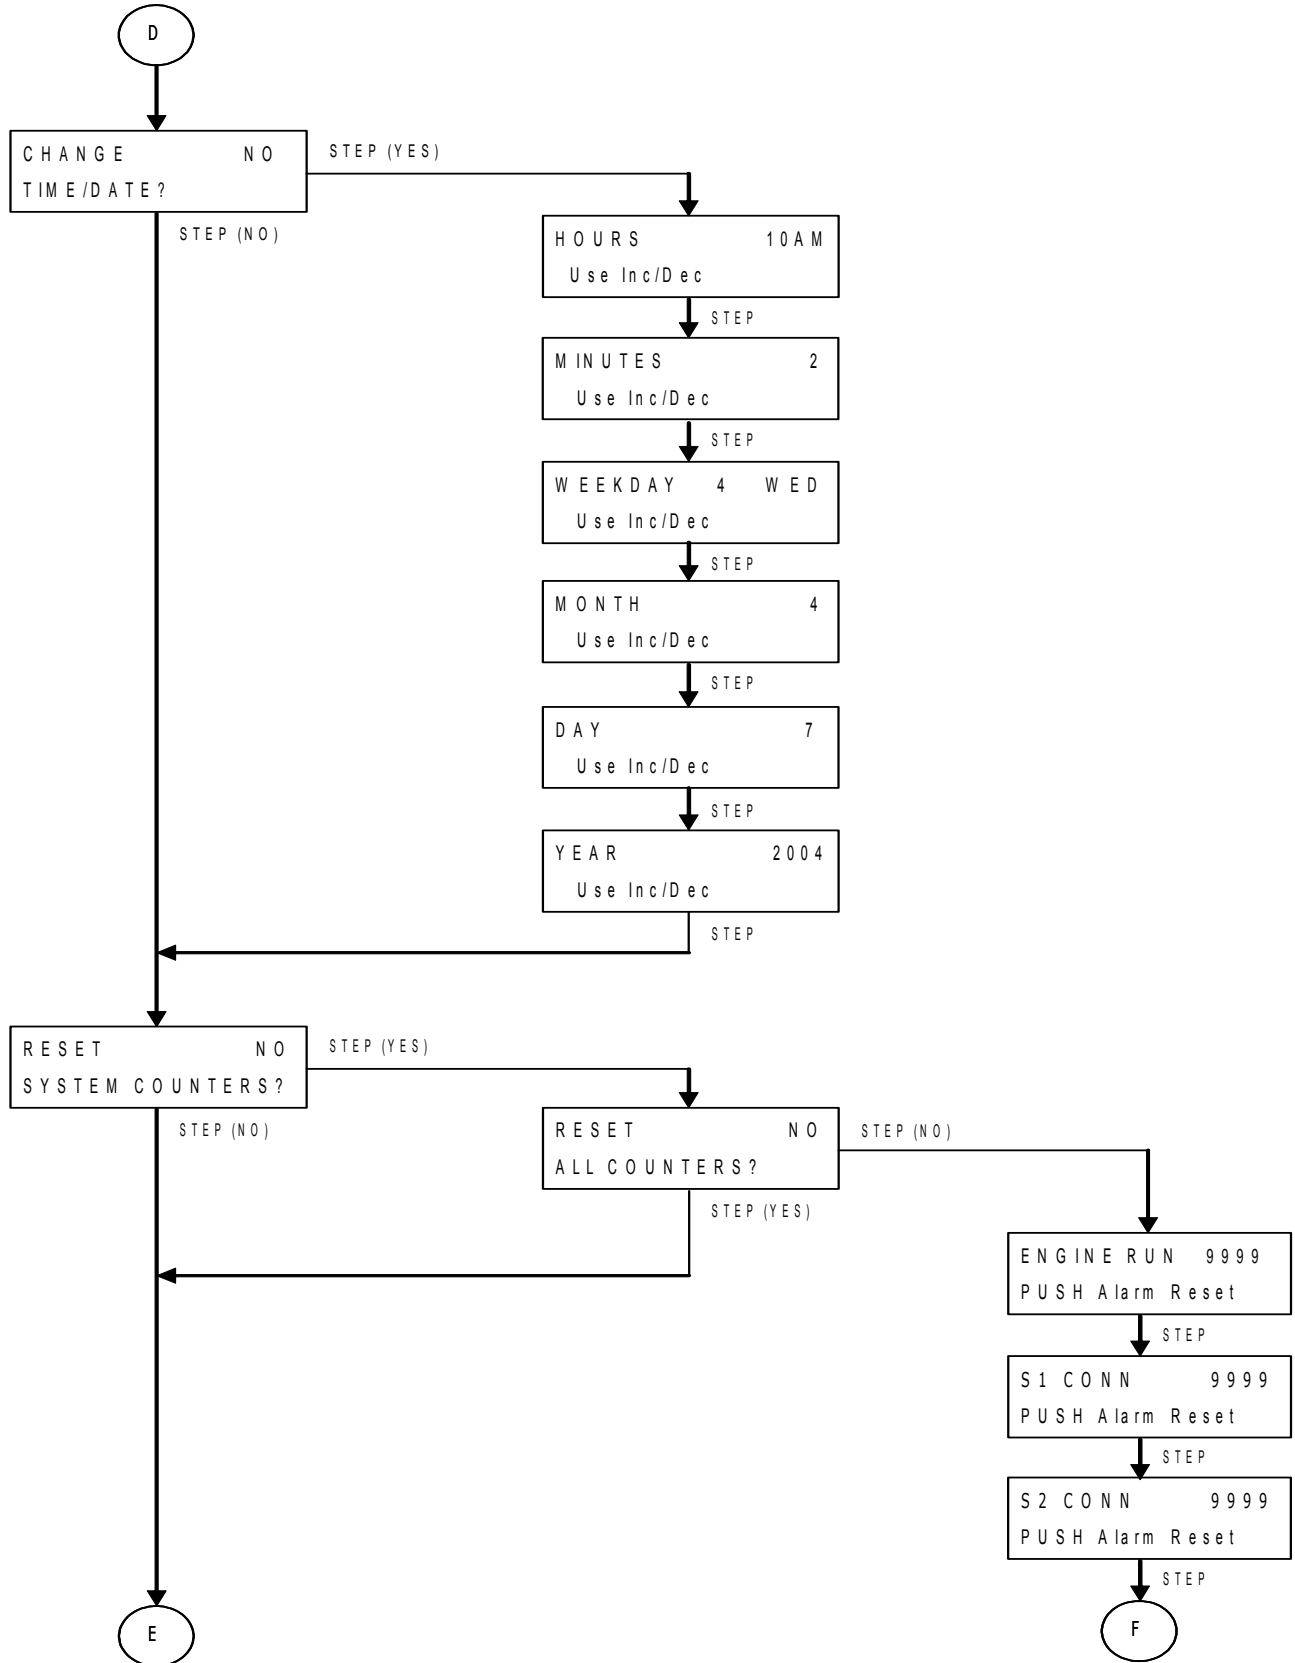 D
CHANGE NO
TIME/DATE?
STEP (YES)
STEP (NO)
HOURS 10AM
Use Inc/Dec
STEP
MINUTES 2
Use Inc/Dec
STEP
WEEKDAY 4 WED
Use Inc/Dec
STEP
MONTH 4
Use Inc/Dec
STEP
DAY 7
Use Inc/Dec
STEP
YEAR 2004
Use Inc/Dec
STEP
RESET NO
SYSTEM COUNTERS?
STEP (YES)
STEP (NO)
RESET NO
ALL COUNTERS?
STEP (NO)
STEP (YES)
ENGINE RUN 9999
PUSH Alarm Reset
STEP
S1 CONN 9999
PUSH Alarm Reset
STEP
S2 CONN 9999
PUSH Alarm Reset
STEP
E
F